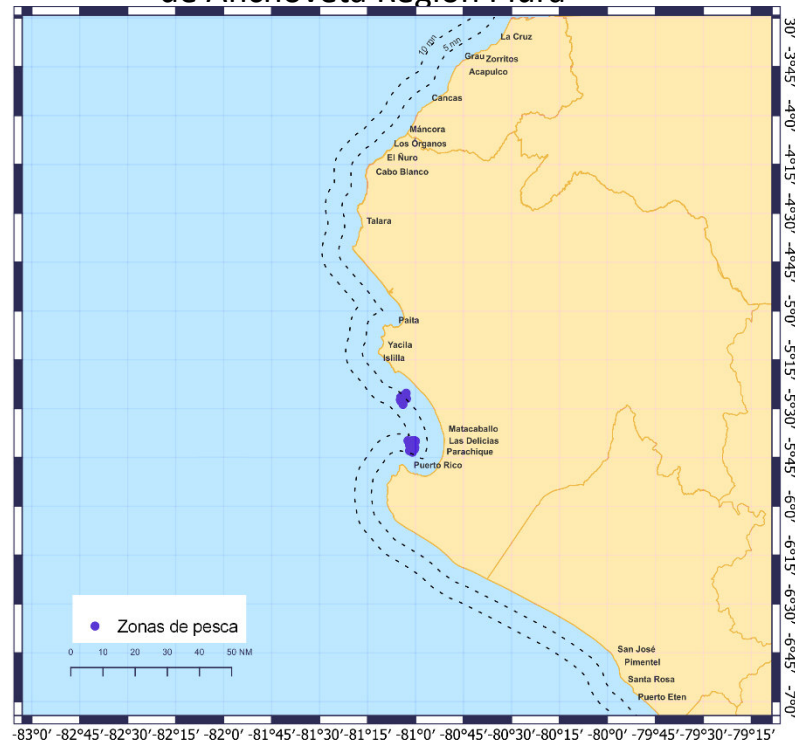 de Anchoveta Región Piura
10 mn
5 mn
La Cruz
Grau
Zorritos
Acapulco
Cancas
Máncora
Los Órganos
El Ñuro
Cabo Blanco
Talara
Paita
Yacila
Islilla
Matacaballo
Las Delicias
Parachique
Puerto Rico
San José
Pimentel
Santa Rosa
Puerto Eten
Zonas de pesca
0 10 20 30 40 50 NM
30'
-3°45'
-4°0'
-4°15'
-4°30'
-4°45'
-5°0'
-5°15'
-5°30'
-5°45'
-6°0'
-6°15'
-6°30'
-6°45'
-7°0'
-83°0' -82°45' -82°30' -82°15' -82°0' -81°45' -81°30' -81°15' -81°0' -80°45' -80°30' -80°15' -80°0' -79°45' -79°30' -79°15'